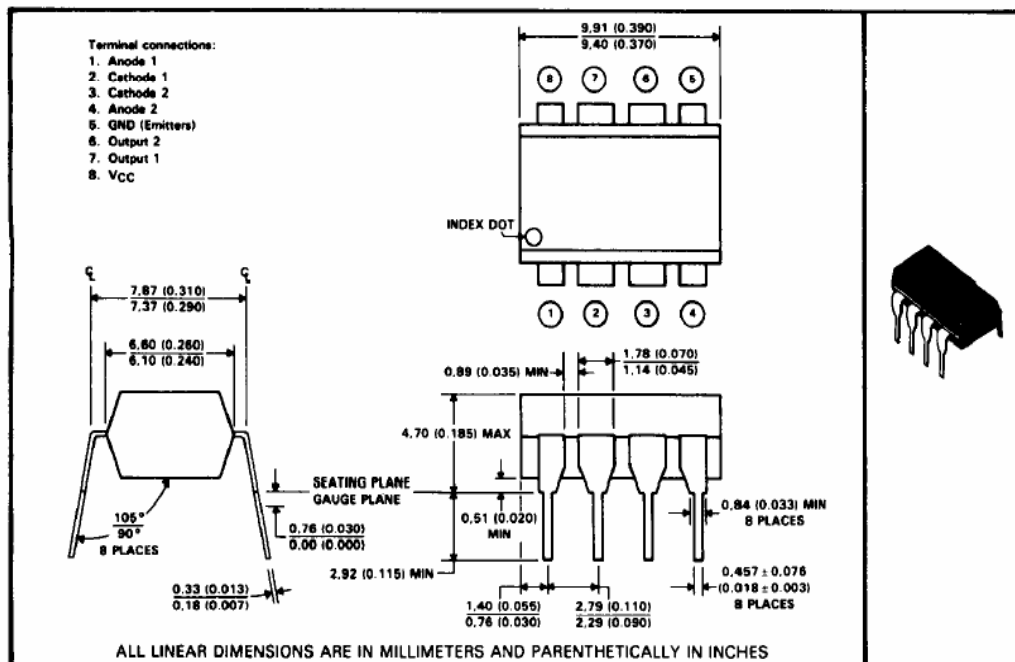 Terminal connections:
1. Anode 1
2. Cathode 1
3. Cathode 2
4. Anode 2
5. GND (Emitters)
6. Output 2
7. Output 1
8. VCC
9,91 (0.390)
9,40 (0.370)
8 7 6 5
INDEX DOT
1 2 3 4
℄ ℄
7,87 (0.310)
7,37 (0.290)
6,60 (0.260)
6,10 (0.240)
105°
90°
8 PLACES
0,33 (0.013)
0,18 (0.007)
SEATING PLANE
GAUGE PLANE
0,76 (0.030)
0,00 (0.000)
0,89 (0.035) MIN
1,78 (0.070)
1,14 (0.045)
4,70 (0.185) MAX
0,51 (0.020)
MIN
2,92 (0.115) MIN
0,84 (0.033) MIN
8 PLACES
0,457 ± 0,076
(0.018 ± 0.003)
8 PLACES
1,40 (0.055)
0,76 (0.030)
2,79 (0.110)
2,29 (0.090)
ALL LINEAR DIMENSIONS ARE IN MILLIMETERS AND PARENTHETICALLY IN INCHES